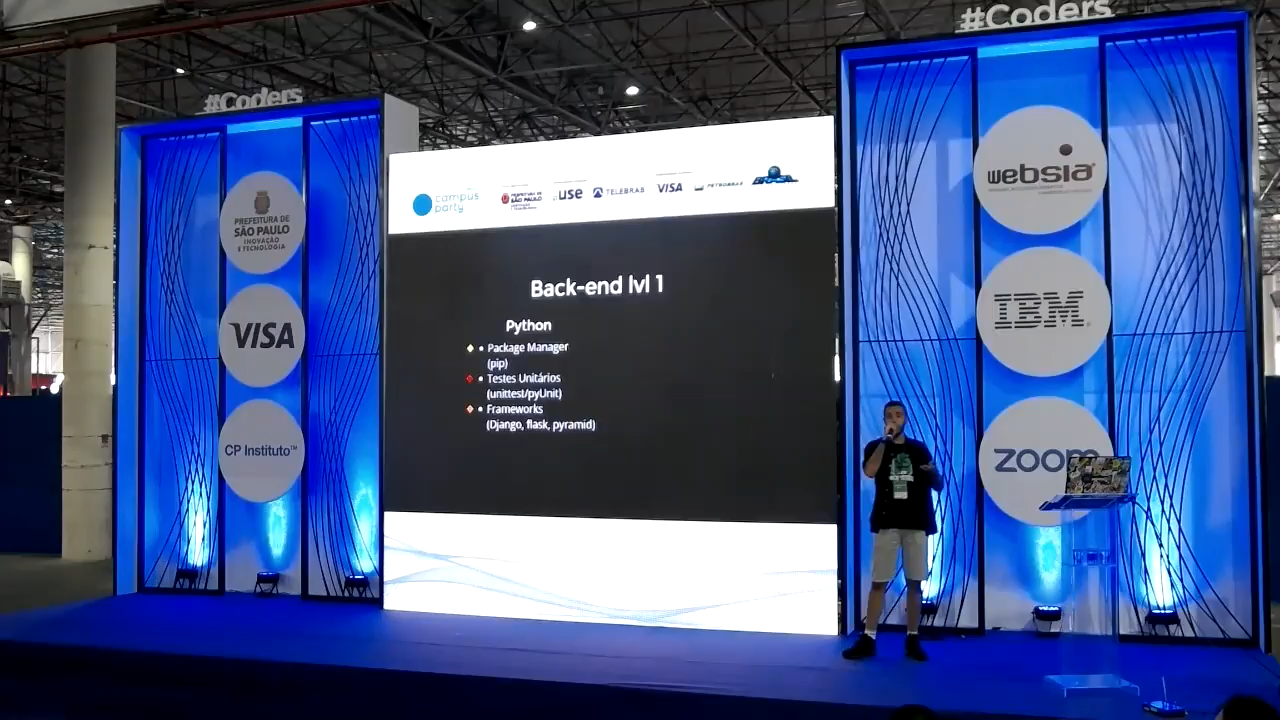 #Coders
#Coders
PREFEITURA DE
SÃO PAULO
INOVAÇÃO
E TECNOLOGIA
VISA
CP Instituto™
campus
party
PREFEITURA DE
SÃO PAULO
use
TELEBRAS
VISA
PETROBRAS
BRASIL
Back-end lvl 1
Python
• Package Manager
(pip)
• Testes Unitários
(unittest/pyUnit)
• Frameworks
(Django, flask, pyramid)
websia
IBM
zoom